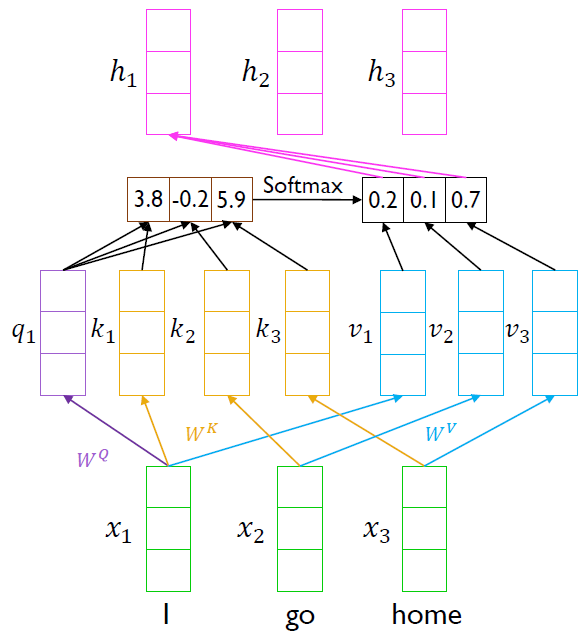 h₁ h₂ h₃
3.8 -0.2 5.9 Softmax 0.2 0.1 0.7
q₁ k₁ k₂ k₃ v₁ v₂ v₃
W^Q W^K W^V
x₁ x₂ x₃
I go home